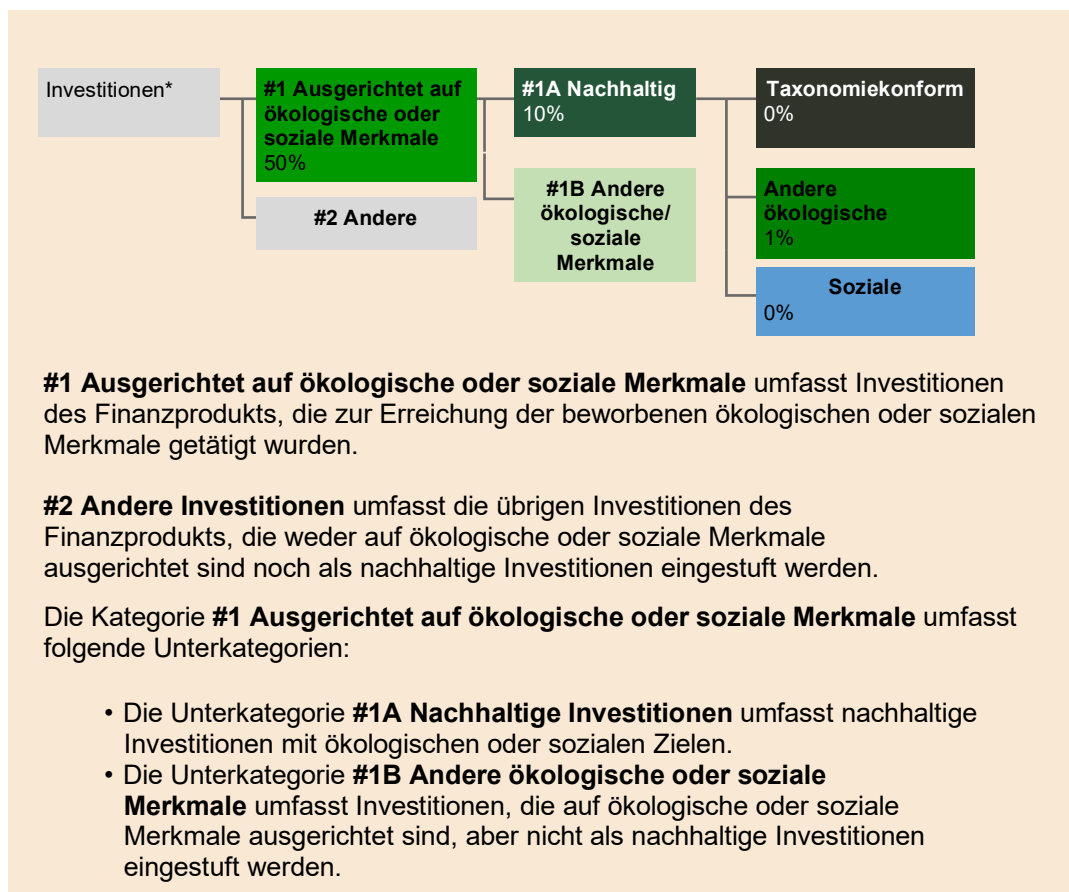 Investitionen*
#1 Ausgerichtet auf
ökologische oder
soziale Merkmale
50%
#2 Andere
#1A Nachhaltig
10%
#1B Andere
ökologische/
soziale
Merkmale
Taxonomiekonform
0%
Andere
ökologische
1%
Soziale
0%
#1 Ausgerichtet auf ökologische oder soziale Merkmale umfasst Investitionen
des Finanzprodukts, die zur Erreichung der beworbenen ökologischen oder sozialen
Merkmale getätigt wurden.
#2 Andere Investitionen umfasst die übrigen Investitionen des
Finanzprodukts, die weder auf ökologische oder soziale Merkmale
ausgerichtet sind noch als nachhaltige Investitionen eingestuft werden.
Die Kategorie #1 Ausgerichtet auf ökologische oder soziale Merkmale umfasst
folgende Unterkategorien:
• Die Unterkategorie #1A Nachhaltige Investitionen umfasst nachhaltige
Investitionen mit ökologischen oder sozialen Zielen.
• Die Unterkategorie #1B Andere ökologische oder soziale
Merkmale umfasst Investitionen, die auf ökologische oder soziale
Merkmale ausgerichtet sind, aber nicht als nachhaltige Investitionen
eingestuft werden.